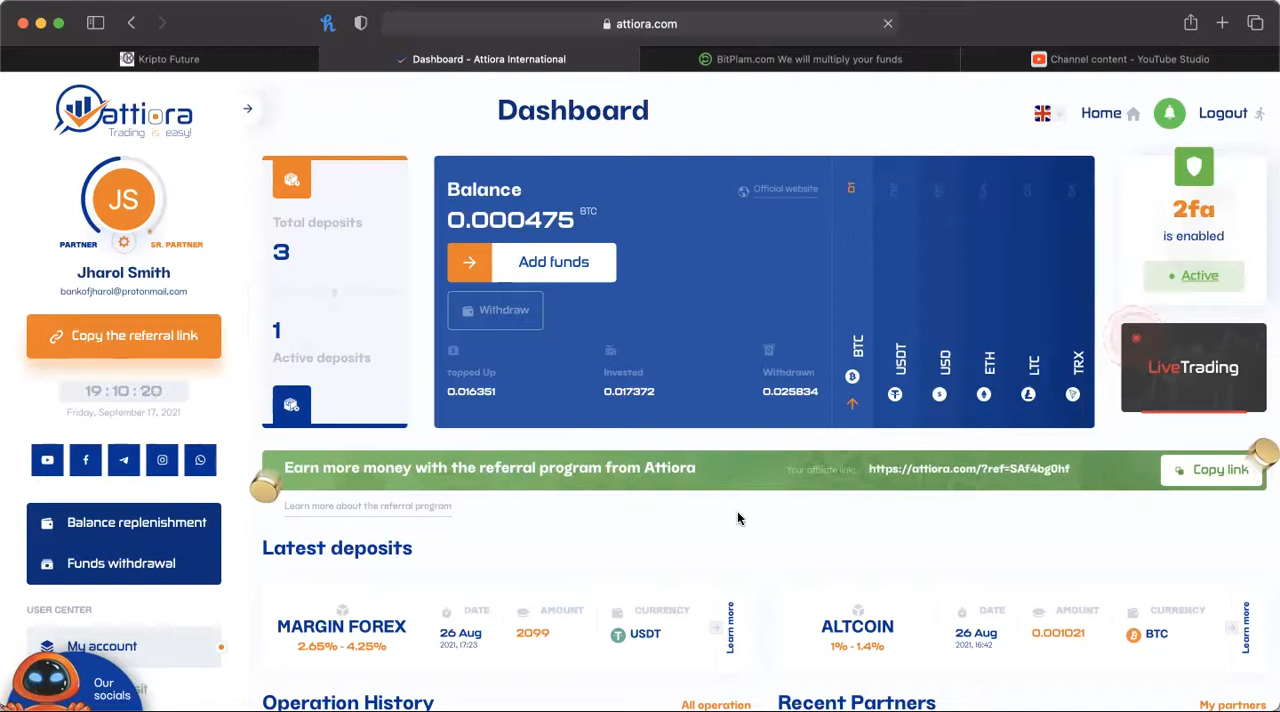 attiora.com
Kripto Future
Dashboard - Attiora International
BitPlam.com We will multiply your funds
Channel content - YouTube Studio
attiora
Trading is easy!
Dashboard
Home
Logout
JS
PARTNER
SR. PARTNER
Jharol Smith
bankofjharol@protonmail.com
Copy the referral link
19:10:20
Friday, September 17, 2021
Balance replenishment
Funds withdrawal
USER CENTER
My account
Our
socials
Total deposits
3
1
Active deposits
Balance
0.000475 BTC
Official website
Add funds
Withdraw
Topped Up
0.016351
Invested
0.017372
Withdrawn
0.025834
BTC
USDT
USD
ETH
LTC
TRX
2fa
is enabled
Active
LiveTrading
Earn more money with the referral program from Attiora
Your affiliate link:
https://attiora.com/?ref=SAf4bg0hf
Copy link
Learn more about the referral program
Latest deposits
MARGIN FOREX
2.65% - 4.25%
DATE
26 Aug
2021, 17:23
AMOUNT
2099
CURRENCY
USDT
Learn more
ALTCOIN
1% - 1.4%
DATE
26 Aug
2021, 16:42
AMOUNT
0.001021
CURRENCY
BTC
Learn more
Operation History
All operation
Recent Partners
My partners